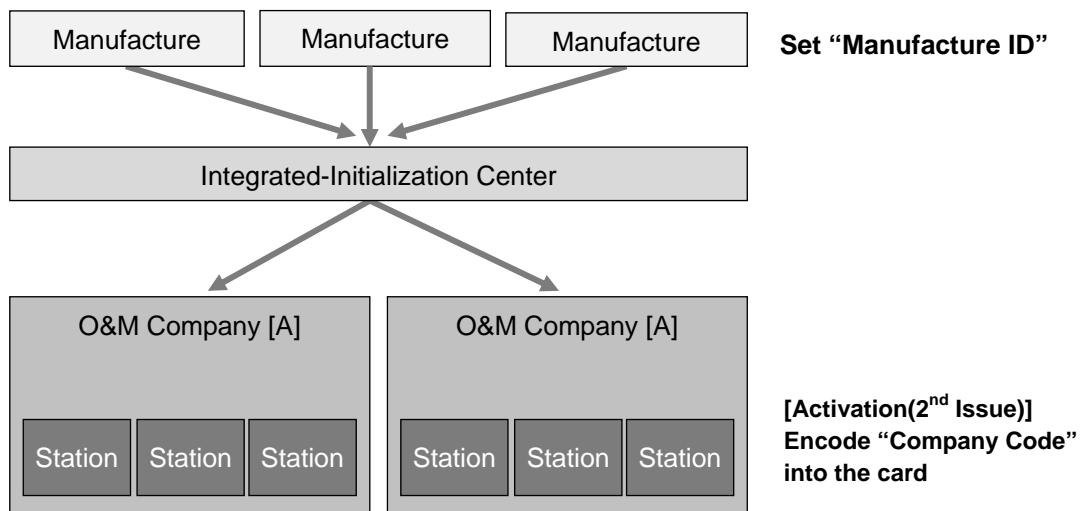 Manufacture Manufacture Manufacture Set “Manufacture ID”
Integrated-Initialization Center
O&M Company [A] O&M Company [A]
Station Station Station Station Station Station
[Activation(2nd Issue)]
Encode “Company Code”
into the card